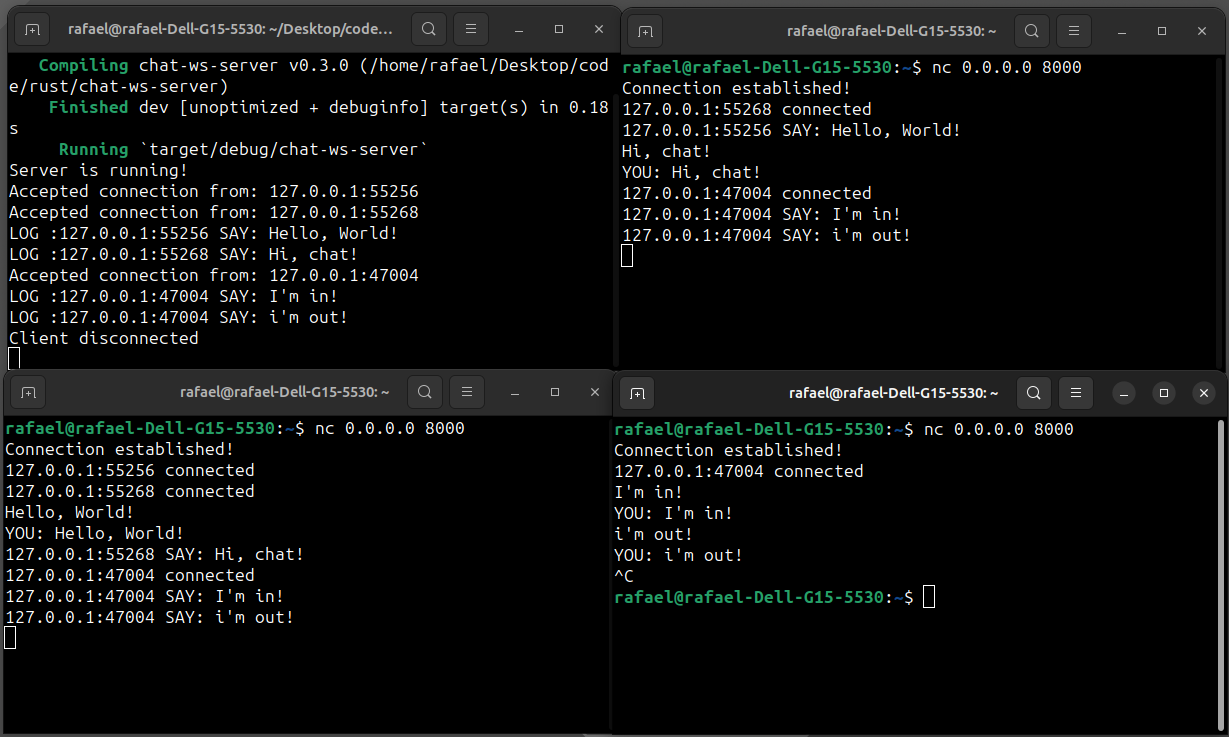 rafael@rafael-Dell-G15-5530: ~/Desktop/code...
Compiling chat-ws-server v0.3.0 (/home/rafael/Desktop/cod
e/rust/chat-ws-server)
Finished dev [unoptimized + debuginfo] target(s) in 0.18
s
Running `target/debug/chat-ws-server`
Server is running!
Accepted connection from: 127.0.0.1:55256
Accepted connection from: 127.0.0.1:55268
LOG :127.0.0.1:55256 SAY: Hello, World!
LOG :127.0.0.1:55268 SAY: Hi, chat!
Accepted connection from: 127.0.0.1:47004
LOG :127.0.0.1:47004 SAY: I'm in!
LOG :127.0.0.1:47004 SAY: i'm out!
Client disconnected
rafael@rafael-Dell-G15-5530: ~
rafael@rafael-Dell-G15-5530:~$ nc 0.0.0.0 8000
Connection established!
127.0.0.1:55268 connected
127.0.0.1:55256 SAY: Hello, World!
Hi, chat!
YOU: Hi, chat!
127.0.0.1:47004 connected
127.0.0.1:47004 SAY: I'm in!
127.0.0.1:47004 SAY: i'm out!
rafael@rafael-Dell-G15-5530: ~
rafael@rafael-Dell-G15-5530:~$ nc 0.0.0.0 8000
Connection established!
127.0.0.1:55256 connected
127.0.0.1:55268 connected
Hello, World!
YOU: Hello, World!
127.0.0.1:55268 SAY: Hi, chat!
127.0.0.1:47004 connected
127.0.0.1:47004 SAY: I'm in!
127.0.0.1:47004 SAY: i'm out!
rafael@rafael-Dell-G15-5530: ~
rafael@rafael-Dell-G15-5530:~$ nc 0.0.0.0 8000
Connection established!
127.0.0.1:47004 connected
I'm in!
YOU: I'm in!
i'm out!
YOU: i'm out!
^C
rafael@rafael-Dell-G15-5530:~$